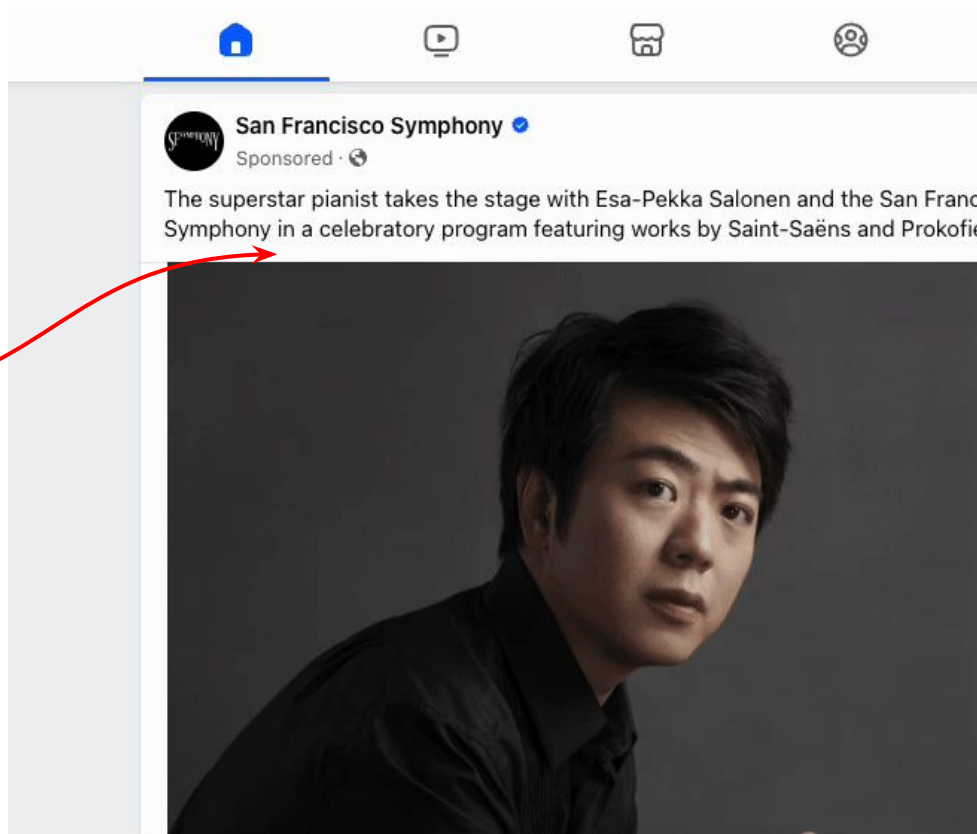 SFSYMPHONY
San Francisco Symphony
Sponsored ·
The superstar pianist takes the stage with Esa-Pekka Salonen and the San Franc
Symphony in a celebratory program featuring works by Saint-Saëns and Prokofie